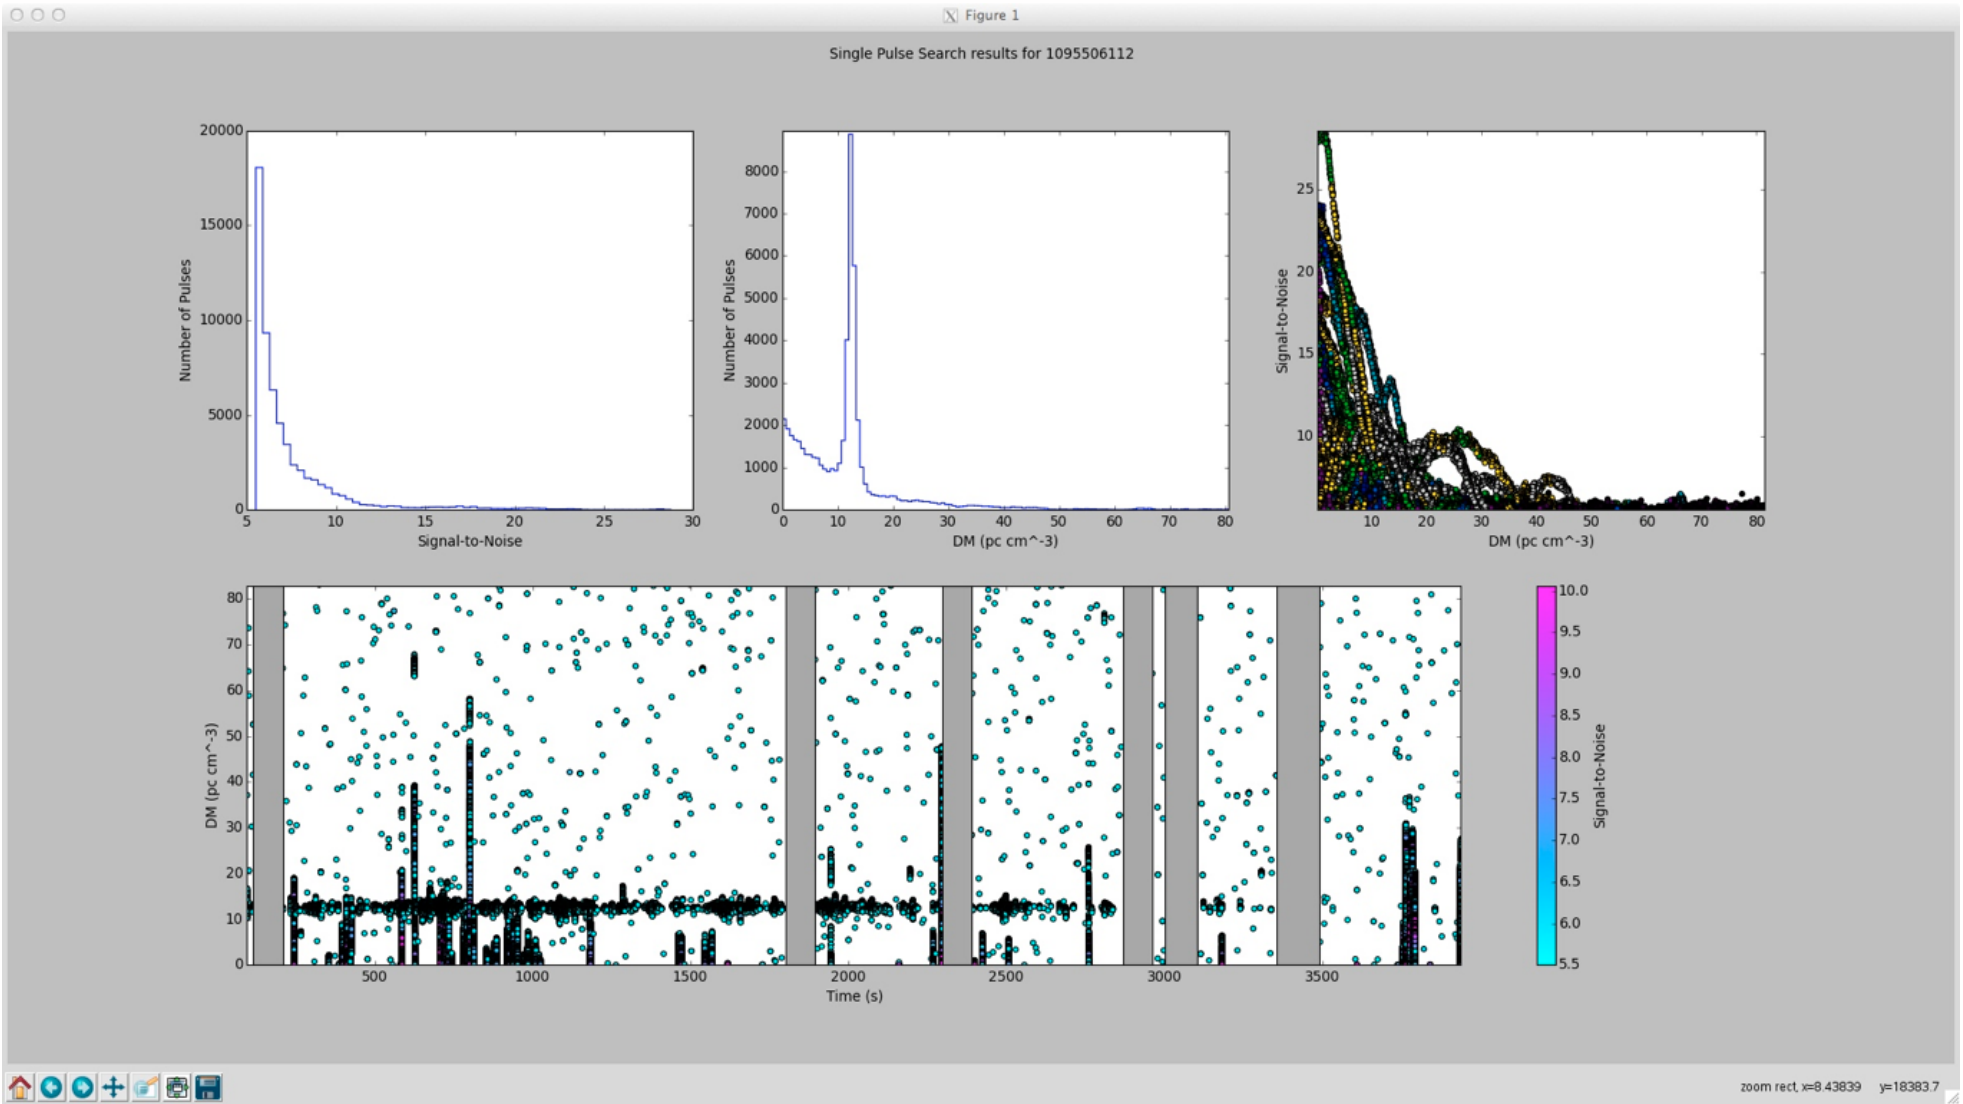 Figure 1
Single Pulse Search results for 1095506112
20000
15000
10000
5000
0
5 10 15 20 25 30
Number of Pulses
Signal-to-Noise
8000
7000
6000
5000
4000
3000
2000
1000
0
0 10 20 30 40 50 60 70 80
Number of Pulses
DM (pc cm^-3)
25
20
15
10
10 20 30 40 50 60 70 80
Signal-to-Noise
DM (pc cm^-3)
80
70
60
50
40
30
20
10
0
500 1000 1500 2000 2500 3000 3500
DM (pc cm^-3)
Time (s)
10.0
9.5
9.0
8.5
8.0
7.5
7.0
6.5
6.0
5.5
Signal-to-Noise
zoom rect, x=8.43839 y=18383.7